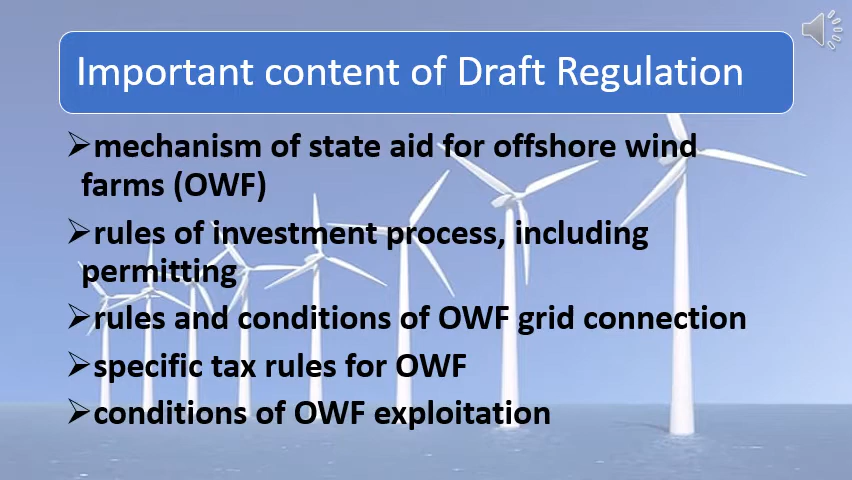 Important content of Draft Regulation
➢mechanism of state aid for offshore wind
farms (OWF)
➢rules of investment process, including
permitting
➢rules and conditions of OWF grid connection
➢specific tax rules for OWF
➢conditions of OWF exploitation